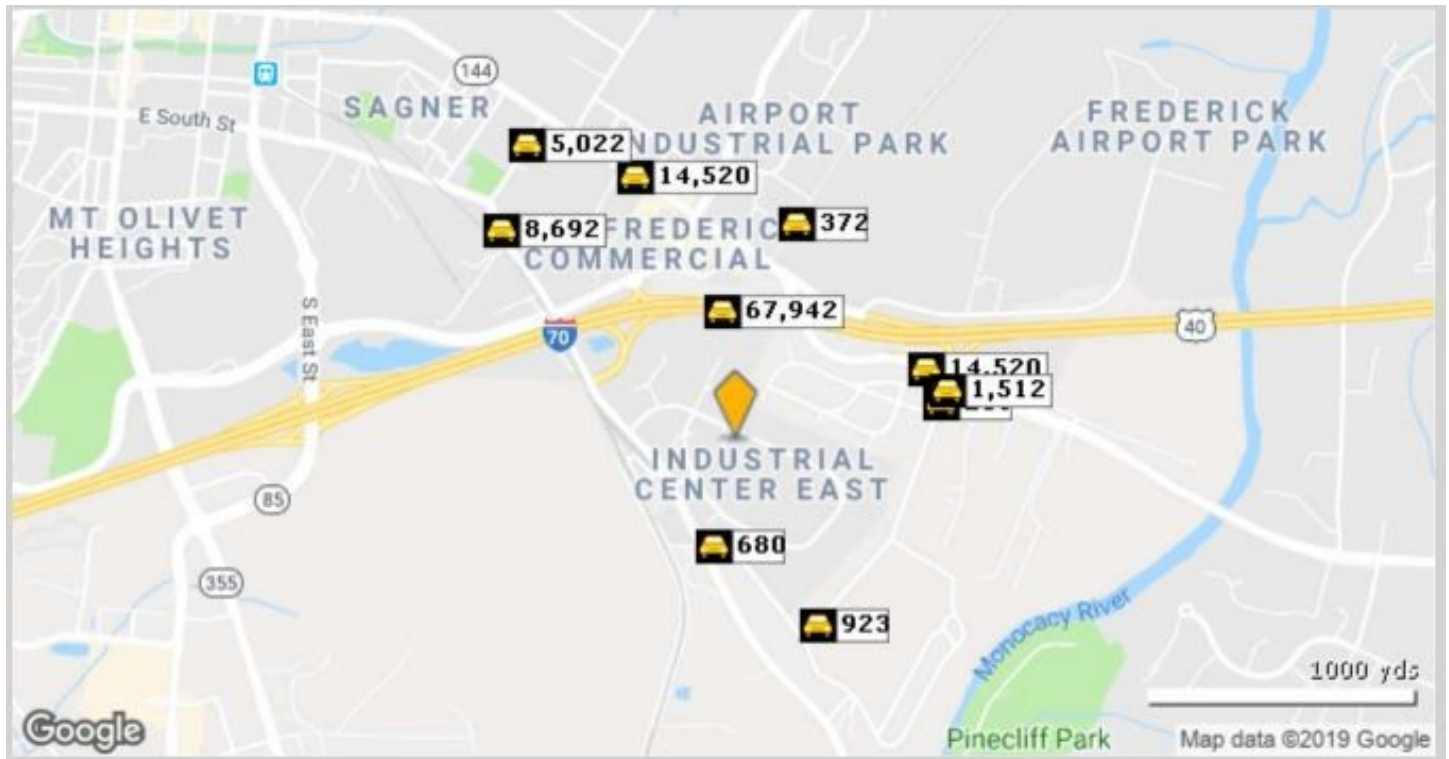 144
SAGNER
E South St
AIRPORT
NDUSTRIAL PARK
FREDERICK
AIRPORT PARK
5,022
14,520
MT OLIVET
HEIGHTS
8,692
FREDERIC
COMMERCIAL
372
S East St
67,942
70
40
14,520
1,512
INDUSTRIAL
CENTER EAST
85
680
355
923
Monocacy River
1000 yds
Google
Pinecliff Park
Map data ©2019 Google